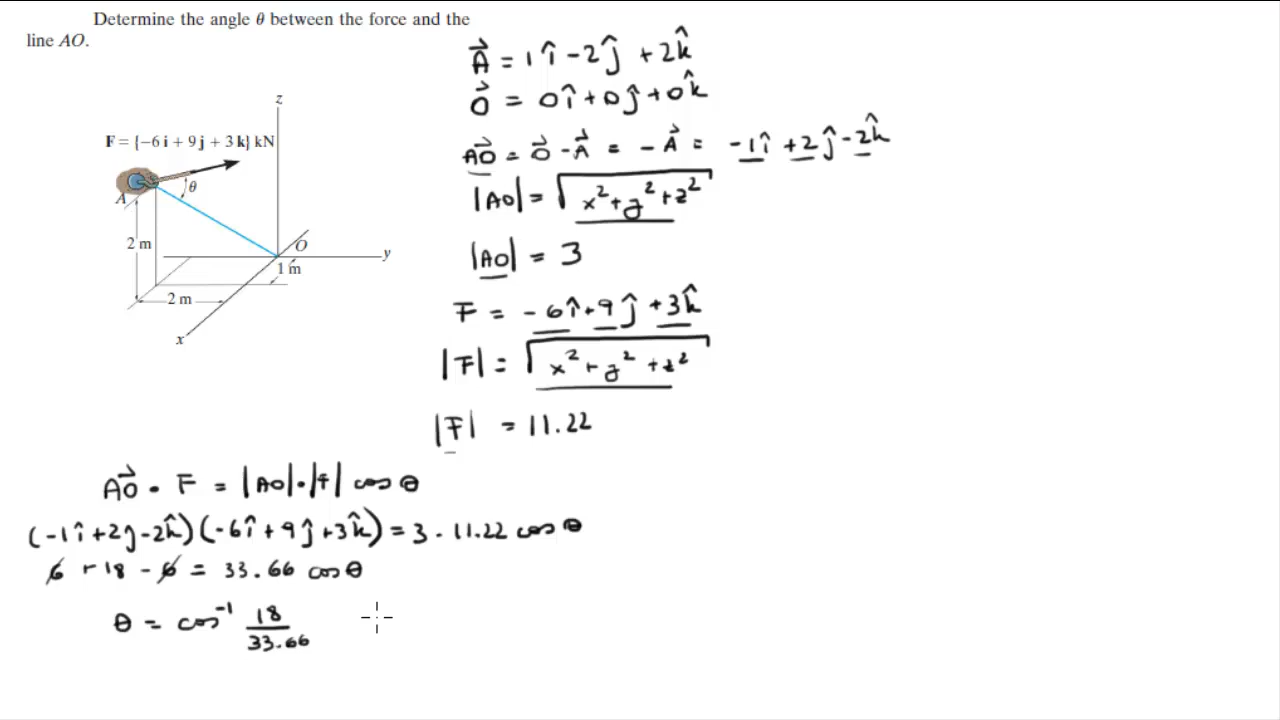 Determine the angle θ between the force and the
line AO.
z
F = {−6 i + 9 j + 3 k} kN
θ
A
2 m
O
y
1 m
2 m
x
A⃗ = 1î − 2ĵ + 2k̂
O⃗ = 0î + 0ĵ + 0k̂
AO⃗ = O⃗ - A⃗ = - A⃗ = -1î + 2ĵ - 2k̂
|AO| = √x² + y² + z²
|AO| = 3
F = - 6î + 9ĵ + 3k̂
|F| = √x² + y² + z²
|F| = 11.22
AO⃗ • F = |AO| • |F| cos θ
(-1î + 2j - 2k̂)(-6î + 9ĵ + 3k̂) = 3 · 11.22 cos θ
6 + 18 - 6 = 33.66 cos θ
θ = cos⁻¹ 18/33.66